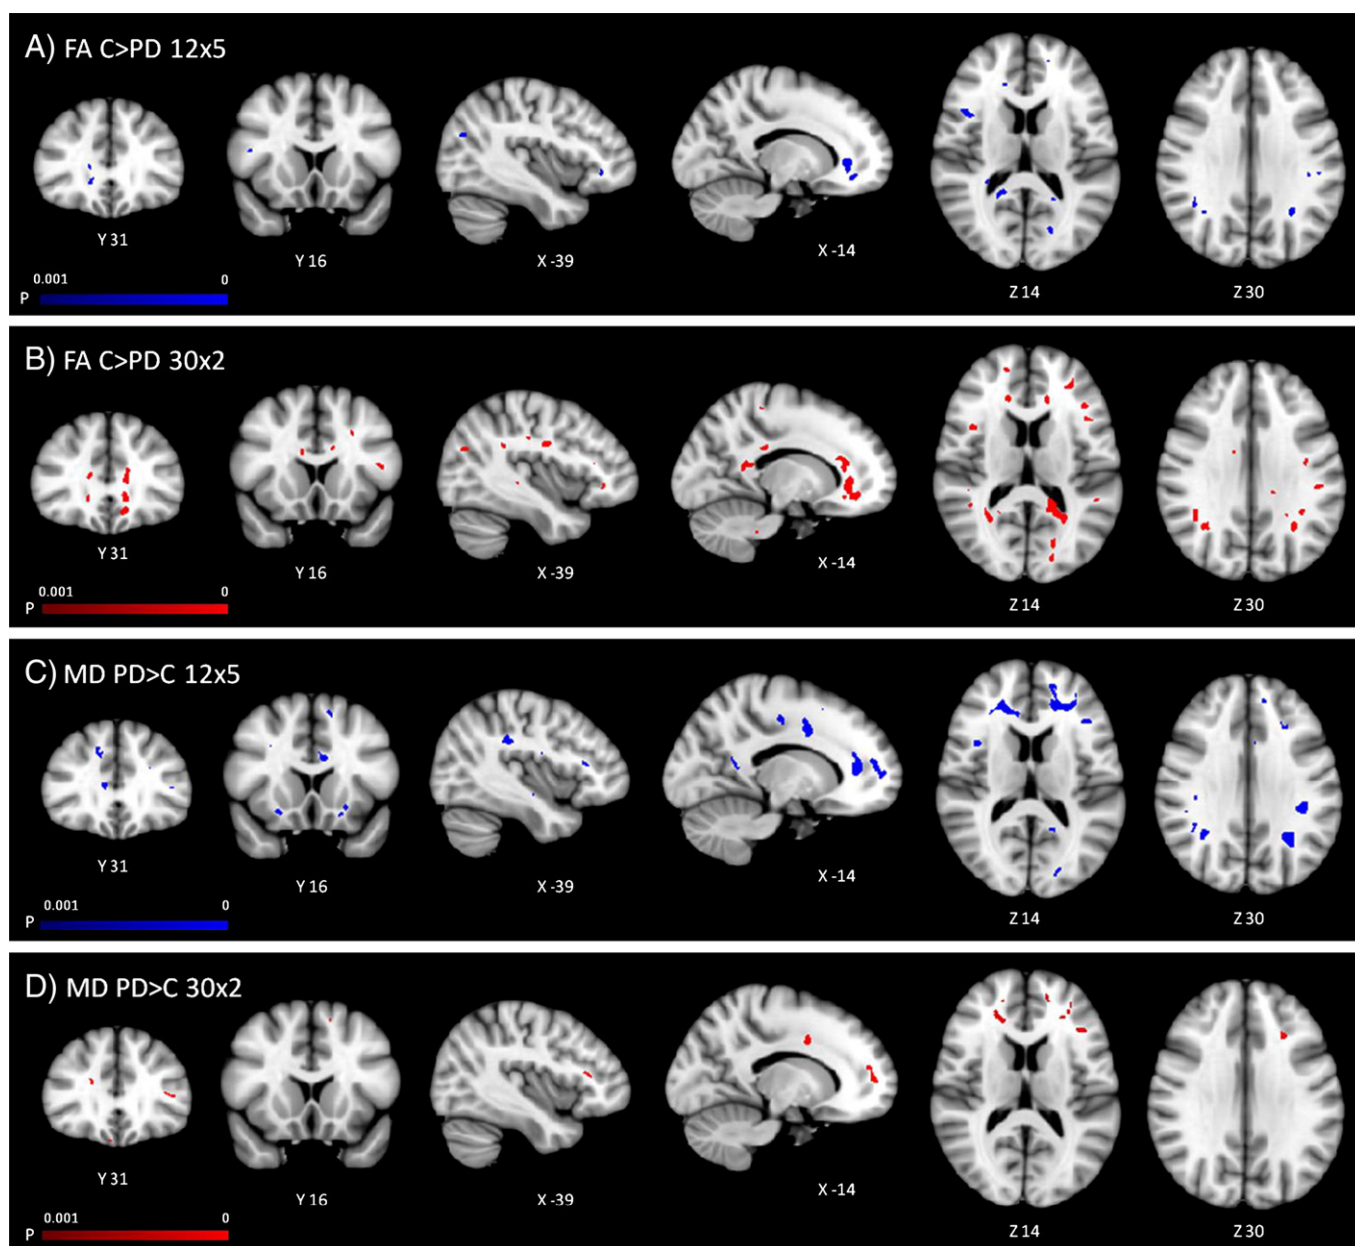 A) FA C>PD 12x5
Y 31
Y 16
X -39
X -14
Z 14
Z 30
0.001 0
P
B) FA C>PD 30x2
Y 31
Y 16
X -39
X -14
Z 14
Z 30
0.001 0
P
C) MD PD>C 12x5
Y 31
Y 16
X -39
X -14
Z 14
Z 30
0.001 0
P
D) MD PD>C 30x2
Y 31
Y 16
X -39
X -14
Z 14
Z 30
0.001 0
P